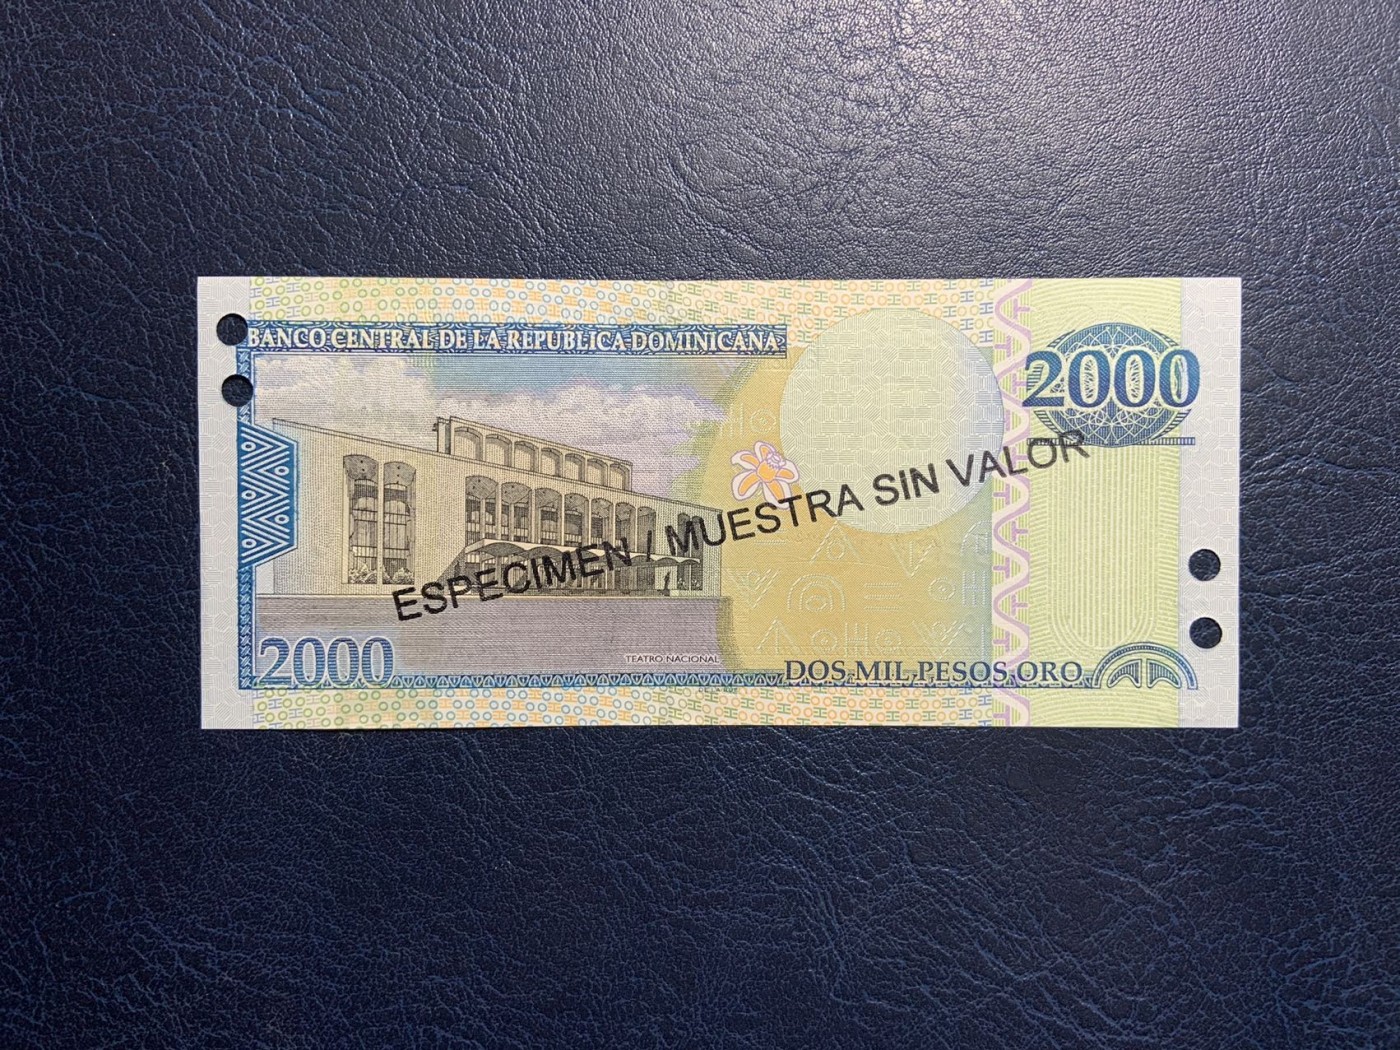 BANCO CENTRAL DE LA REPUBLICA DOMINICANA
2000
ESPECIMEN / MUESTRA SIN VALOR
2000
TEATRO NACIONAL
DOS MIL PESOS ORO